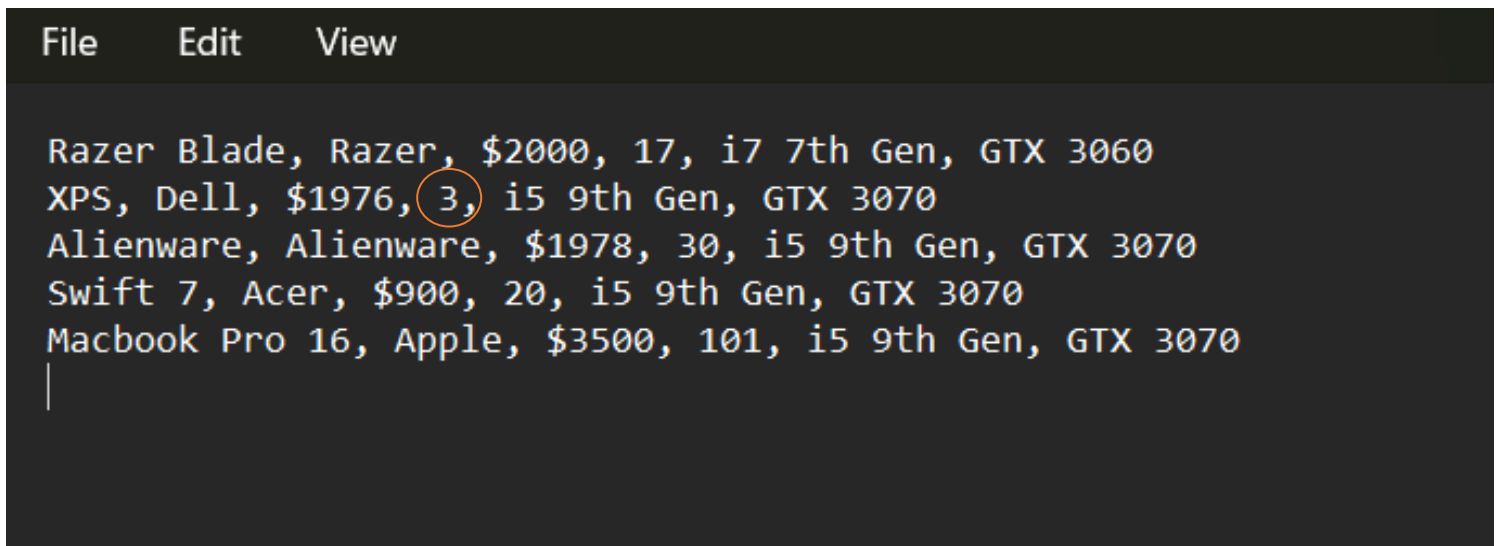 File Edit View
Razer Blade, Razer, $2000, 17, i7 7th Gen, GTX 3060
XPS, Dell, $1976, 3, i5 9th Gen, GTX 3070
Alienware, Alienware, $1978, 30, i5 9th Gen, GTX 3070
Swift 7, Acer, $900, 20, i5 9th Gen, GTX 3070
Macbook Pro 16, Apple, $3500, 101, i5 9th Gen, GTX 3070